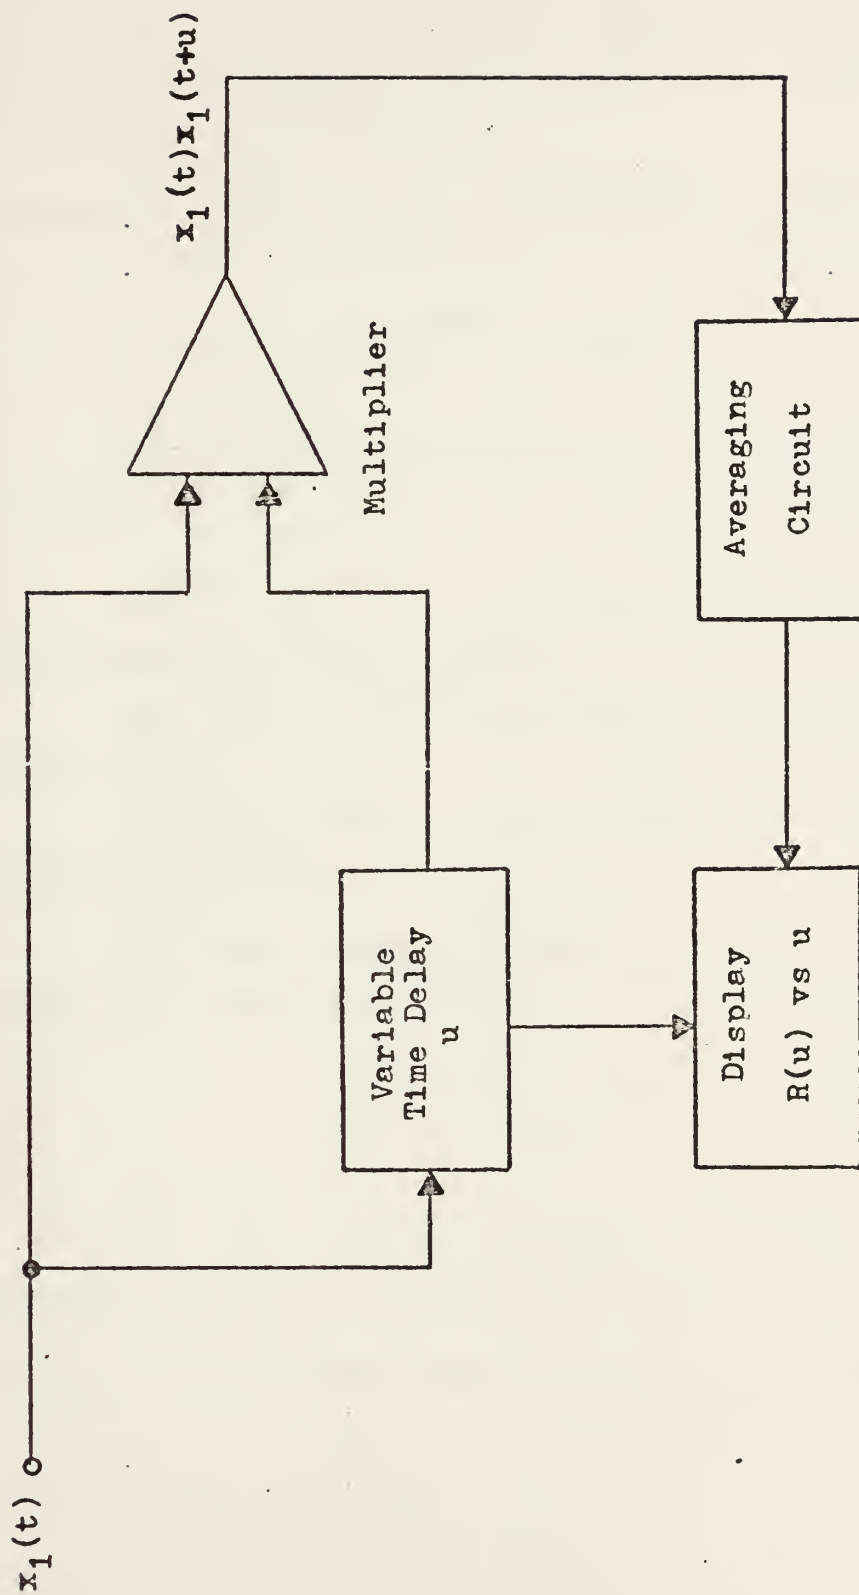 x₁(t)
x₁(t)x₁(t+u)
Multiplier
Variable
Time Delay
u
Display
R(u) vs u
Averaging
Circuit